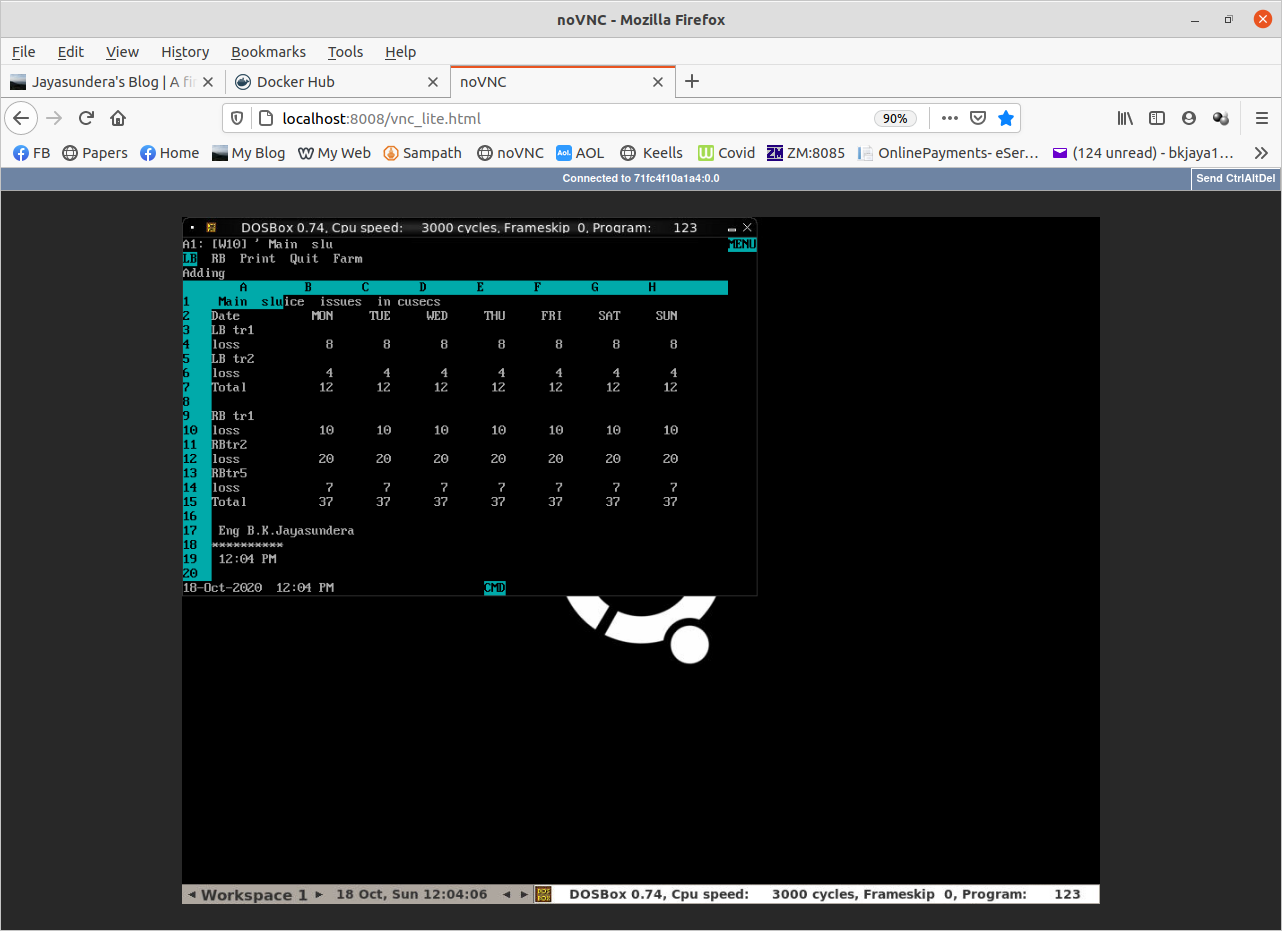 noVNC - Mozilla Firefox
File Edit View History Bookmarks Tools Help
Jayasundera's Blog | A fi Docker Hub noVNC
localhost:8008/vnc_lite.html 90%
FB Papers Home My Blog My Web Sampath noVNC AOL Keells Covid ZM:8085 OnlinePayments- eSer… (124 unread) - bkjaya1…
Connected to 71fc4f10a1a4:0.0 Send CtrlAltDel
DOSBox 0.74, Cpu speed: 3000 cycles, Frameskip 0, Program: 123
A1: [W10] ' Main slu MENU
LB RB Print Quit Farm
Adding
A B C D E F G H
1 Main sluice issues in cusecs
2 Date MON TUE WED THU FRI SAT SUN
3 LB tr1
4 loss 8 8 8 8 8 8 8
5 LB tr2
6 loss 4 4 4 4 4 4 4
7 Total 12 12 12 12 12 12 12
8
9 RB tr1
10 loss 10 10 10 10 10 10 10
11 RBtr2
12 loss 20 20 20 20 20 20 20
13 RBtr5
14 loss 7 7 7 7 7 7 7
15 Total 37 37 37 37 37 37 37
16
17 Eng B.K.Jayasundera
18 **********
19 12:04 PM
20
18-Oct-2020 12:04 PM CMD
Workspace 1 18 Oct, Sun 12:04:06 DOSBox 0.74, Cpu speed: 3000 cycles, Frameskip 0, Program: 123